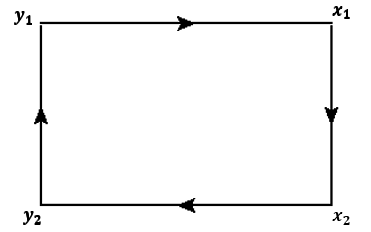 y₁ x₁
y₂ x₂